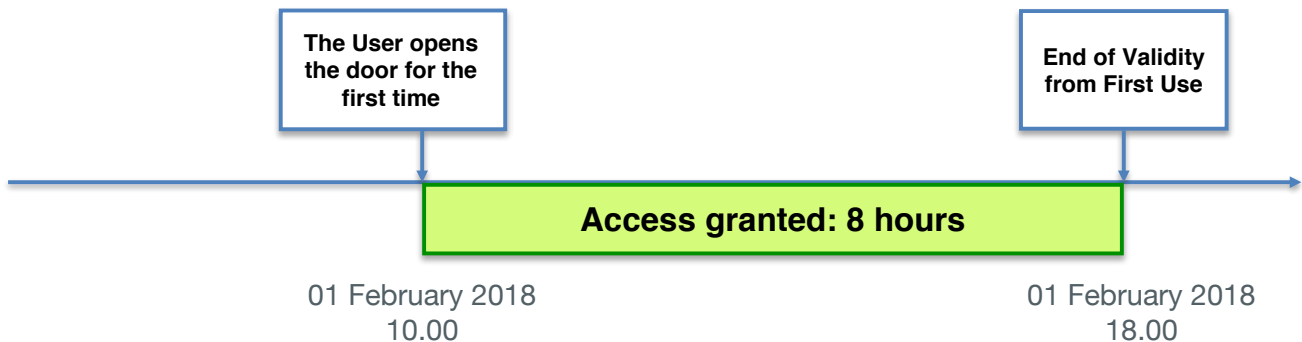 The User opens
the door for the
first time
End of Validity
from First Use
Access granted: 8 hours
01 February 2018
10.00
01 February 2018
18.00